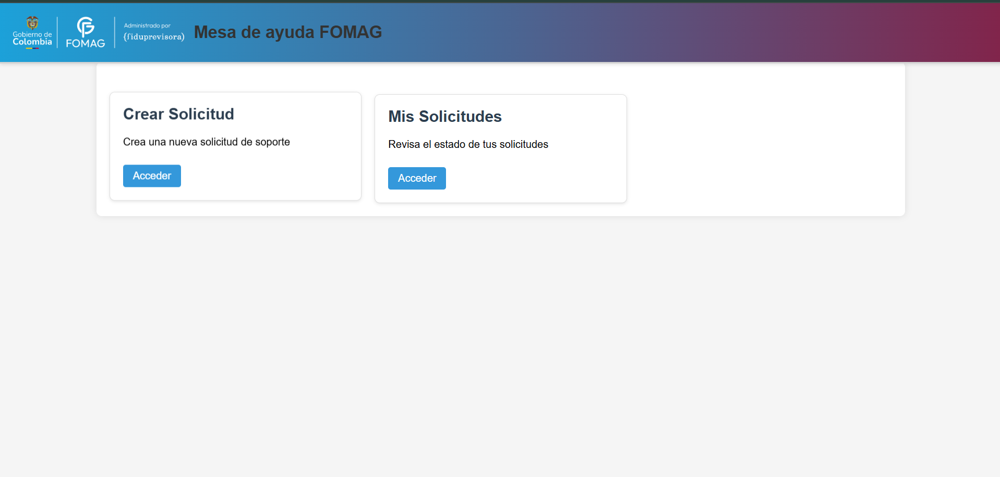 Gobierno de
Colombia
FOMAG
Administrado por
{fiduprevisora)
Mesa de ayuda FOMAG
Crear Solicitud
Crea una nueva solicitud de soporte
Acceder
Mis Solicitudes
Revisa el estado de tus solicitudes
Acceder